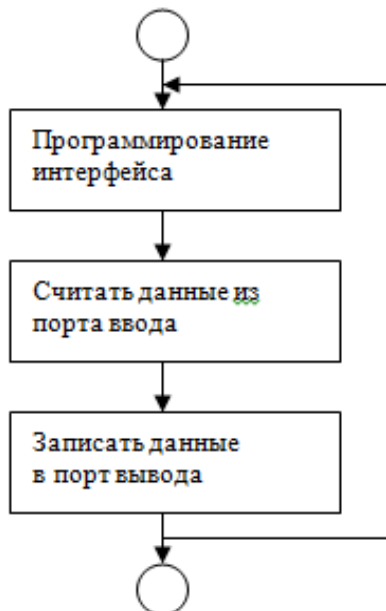 Программирование
интерфейса
Считать данные из
порта ввода
Записать данные
в порт вывода